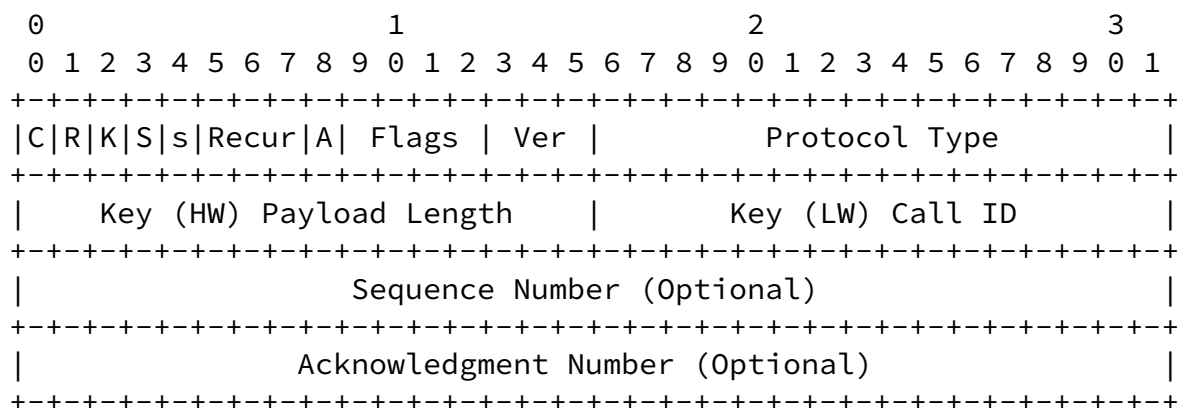 0                   1                   2                   3
0 1 2 3 4 5 6 7 8 9 0 1 2 3 4 5 6 7 8 9 0 1 2 3 4 5 6 7 8 9 0 1
+-+-+-+-+-+-+-+-+-+-+-+-+-+-+-+-+-+-+-+-+-+-+-+-+-+-+-+-+-+-+-+-+
|C|R|K|S|s|Recur|A| Flags | Ver |         Protocol Type         |
+-+-+-+-+-+-+-+-+-+-+-+-+-+-+-+-+-+-+-+-+-+-+-+-+-+-+-+-+-+-+-+-+
|    Key (HW) Payload Length    |       Key (LW) Call ID        |
+-+-+-+-+-+-+-+-+-+-+-+-+-+-+-+-+-+-+-+-+-+-+-+-+-+-+-+-+-+-+-+-+
|                  Sequence Number (Optional)                   |
+-+-+-+-+-+-+-+-+-+-+-+-+-+-+-+-+-+-+-+-+-+-+-+-+-+-+-+-+-+-+-+-+
|               Acknowledgment Number (Optional)                |
+-+-+-+-+-+-+-+-+-+-+-+-+-+-+-+-+-+-+-+-+-+-+-+-+-+-+-+-+-+-+-+-+